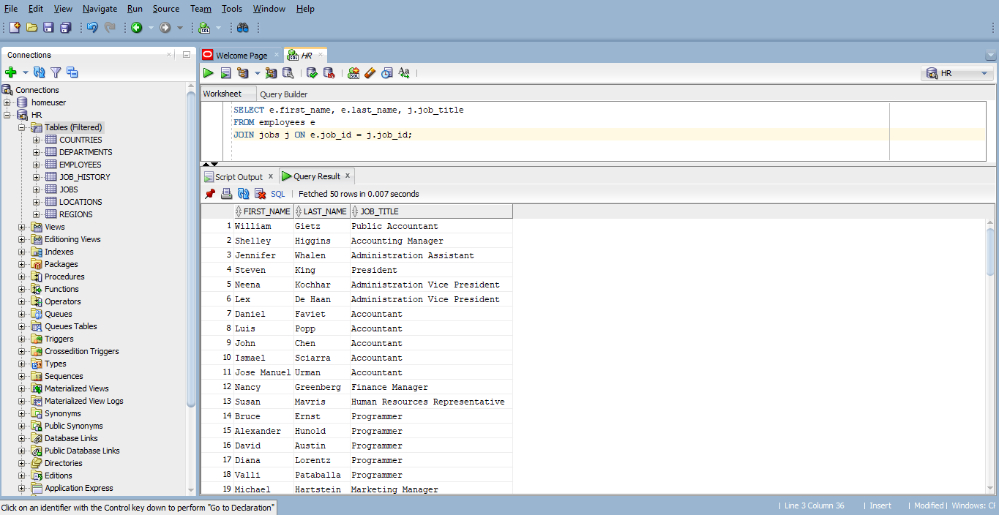 File Edit View Navigate Run Source Team Tools Window Help
Connections
Welcome Page HR
HR
Connections
homeuser
HR
Tables (Filtered)
COUNTRIES
DEPARTMENTS
EMPLOYEES
JOB_HISTORY
JOBS
LOCATIONS
REGIONS
Views
Editioning Views
Indexes
Packages
Procedures
Functions
Operators
Queues
Queues Tables
Triggers
Crossedition Triggers
Types
Sequences
Materialized Views
Materialized View Logs
Synonyms
Public Synonyms
Database Links
Public Database Links
Directories
Editions
Application Express
Worksheet Query Builder
SELECT e.first_name, e.last_name, j.job_title
FROM employees e
JOIN jobs j ON e.job_id = j.job_id;
Script Output x Query Result x
SQL | Fetched 50 rows in 0.007 seconds
FIRST_NAME LAST_NAME JOB_TITLE
1 William Gietz Public Accountant
2 Shelley Higgins Accounting Manager
3 Jennifer Whalen Administration Assistant
4 Steven King President
5 Neena Kochhar Administration Vice President
6 Lex De Haan Administration Vice President
7 Daniel Faviet Accountant
8 Luis Popp Accountant
9 John Chen Accountant
10 Ismael Sciarra Accountant
11 Jose Manuel Urman Accountant
12 Nancy Greenberg Finance Manager
13 Susan Mavris Human Resources Representative
14 Bruce Ernst Programmer
15 Alexander Hunold Programmer
16 David Austin Programmer
17 Diana Lorentz Programmer
18 Valli Pataballa Programmer
19 Michael Hartstein Marketing Manager
Click on an identifier with the Control key down to perform "Go to Declaration"
| Line 3 Column 36 | Insert | Modified | Windows: